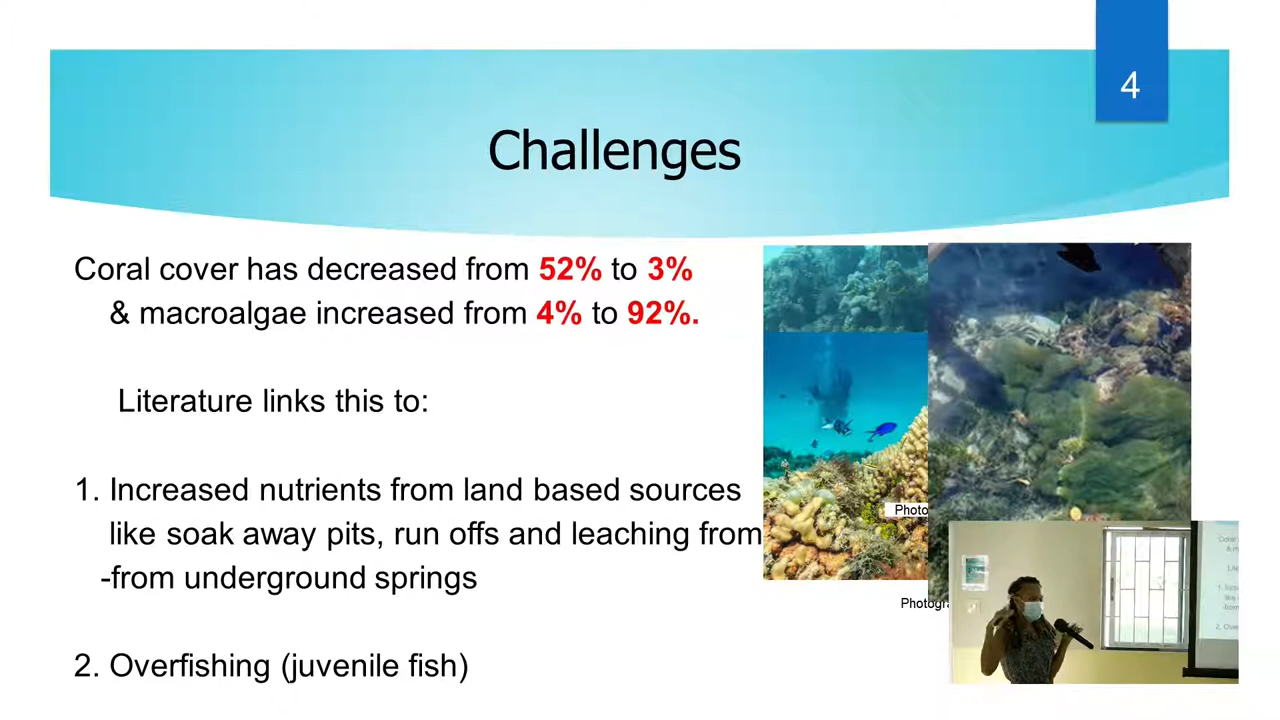 4
Challenges
Coral cover has decreased from 52% to 3%
& macroalgae increased from 4% to 92%.
Literature links this to:
1. Increased nutrients from land based sources
like soak away pits, run offs and leaching from
-from underground springs
2. Overfishing (juvenile fish)